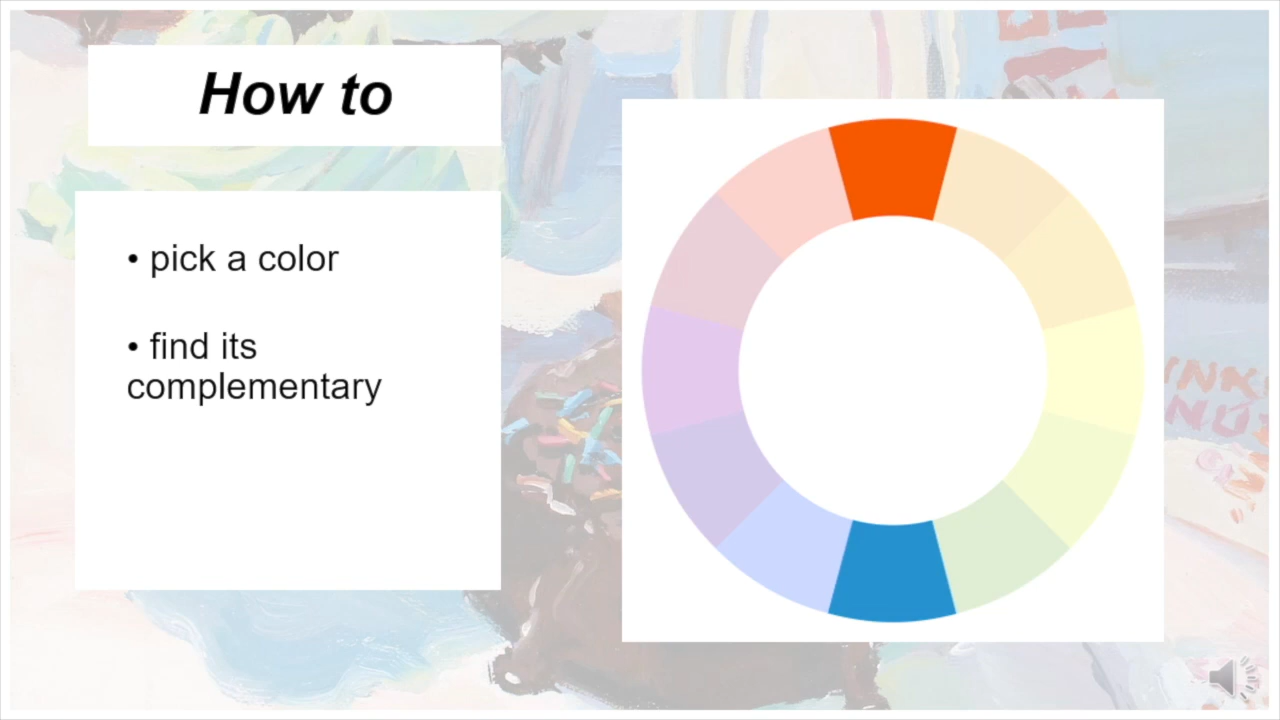 How to
• pick a color
• find its
complementary